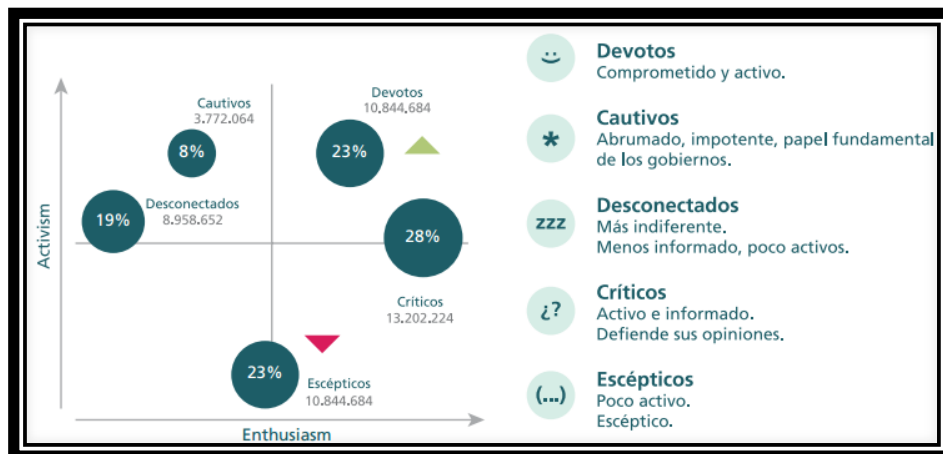 Cautivos
3.772.064
8%
Desconectados
8.958.652
19%
Devotos
10,844,684
23%
28%
Críticos
13.202.224
23%
Escépticos
10.844.684
Activism
Enthusiasm
Devotos
Comprometido y activo.
*
Cautivos
Abrumado, impotente, papel fundamental
de los gobiernos.
zzz
Desconectados
Más indiferente.
Menos informado, poco activos.
¿?
Críticos
Activo e informado.
Defiende sus opiniones.
(...)
Escépticos
Poco activo.
Escéptico.